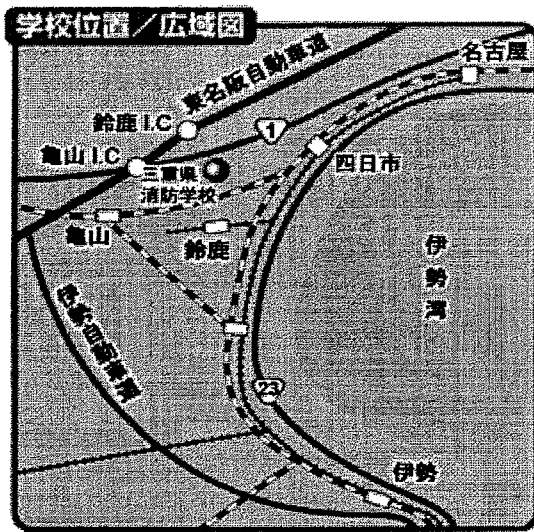 学校位置／広域図
名古屋
東名阪自動車道
鈴鹿I.C
1
亀山I.C
三重県
消防学校
四日市
亀山
鈴鹿
伊勢湾
伊勢自動車道
23
伊勢